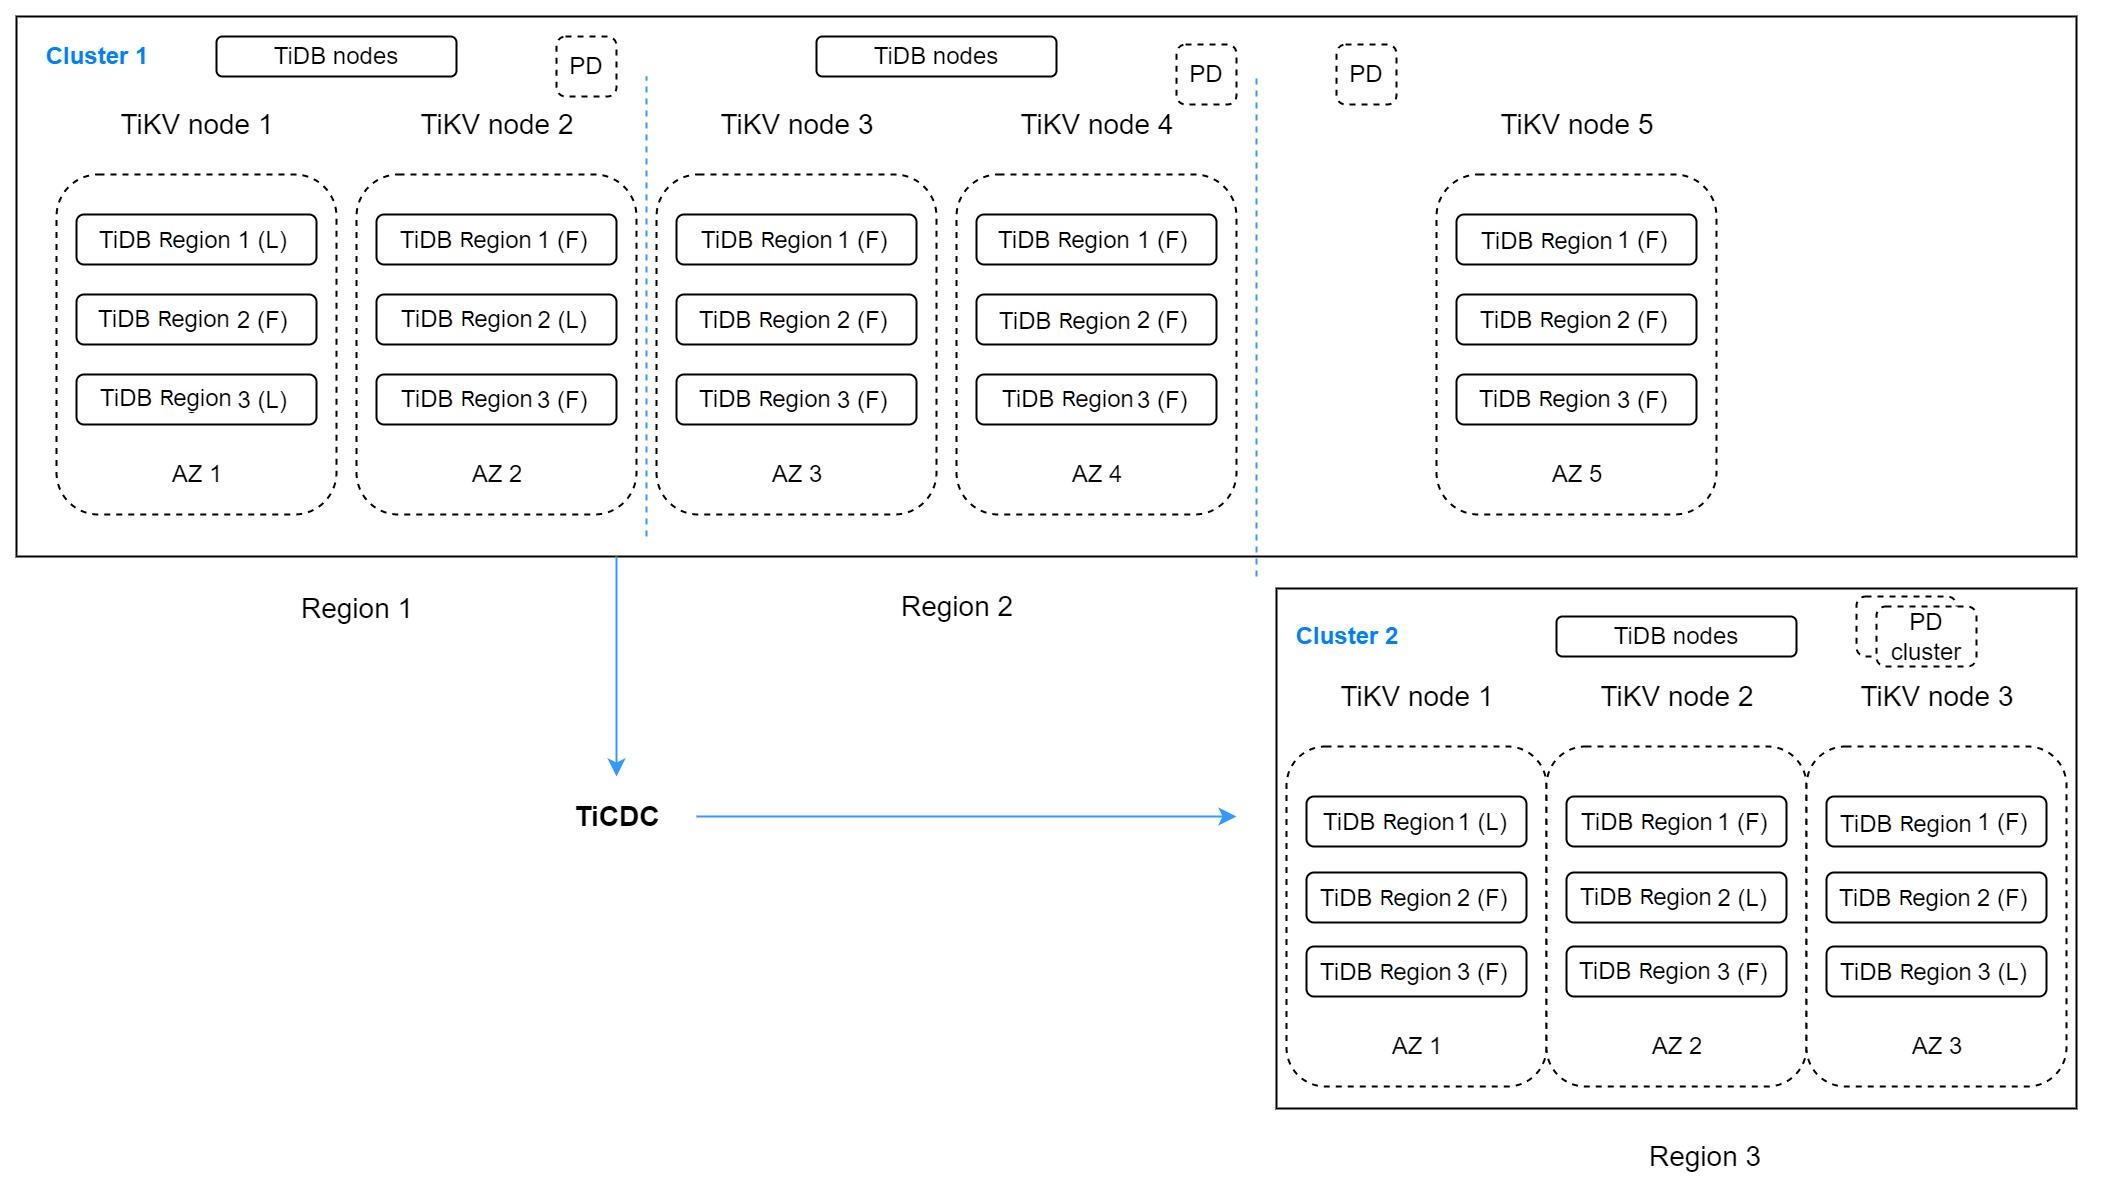 Cluster 1
TiDB nodes
PD
TiDB nodes
PD
PD
TiKV node 1
TiKV node 2
TiKV node 3
TiKV node 4
TiKV node 5
TiDB Region 1 (L)
TiDB Region 1 (F)
TiDB Region 1 (F)
TiDB Region 1 (F)
TiDB Region 1 (F)
TiDB Region 2 (F)
TiDB Region 2 (L)
TiDB Region 2 (F)
TiDB Region 2 (F)
TiDB Region 2 (F)
TiDB Region 3 (L)
TiDB Region 3 (F)
TiDB Region 3 (F)
TiDB Region 3 (F)
TiDB Region 3 (F)
AZ 1
AZ 2
AZ 3
AZ 4
AZ 5
Region 1
Region 2
Cluster 2
TiDB nodes
PD
cluster
TiKV node 1
TiKV node 2
TiKV node 3
TiCDC
TiDB Region 1 (L)
TiDB Region 1 (F)
TiDB Region 1 (F)
TiDB Region 2 (F)
TiDB Region 2 (L)
TiDB Region 2 (F)
TiDB Region 3 (F)
TiDB Region 3 (F)
TiDB Region 3 (L)
AZ 1
AZ 2
AZ 3
Region 3